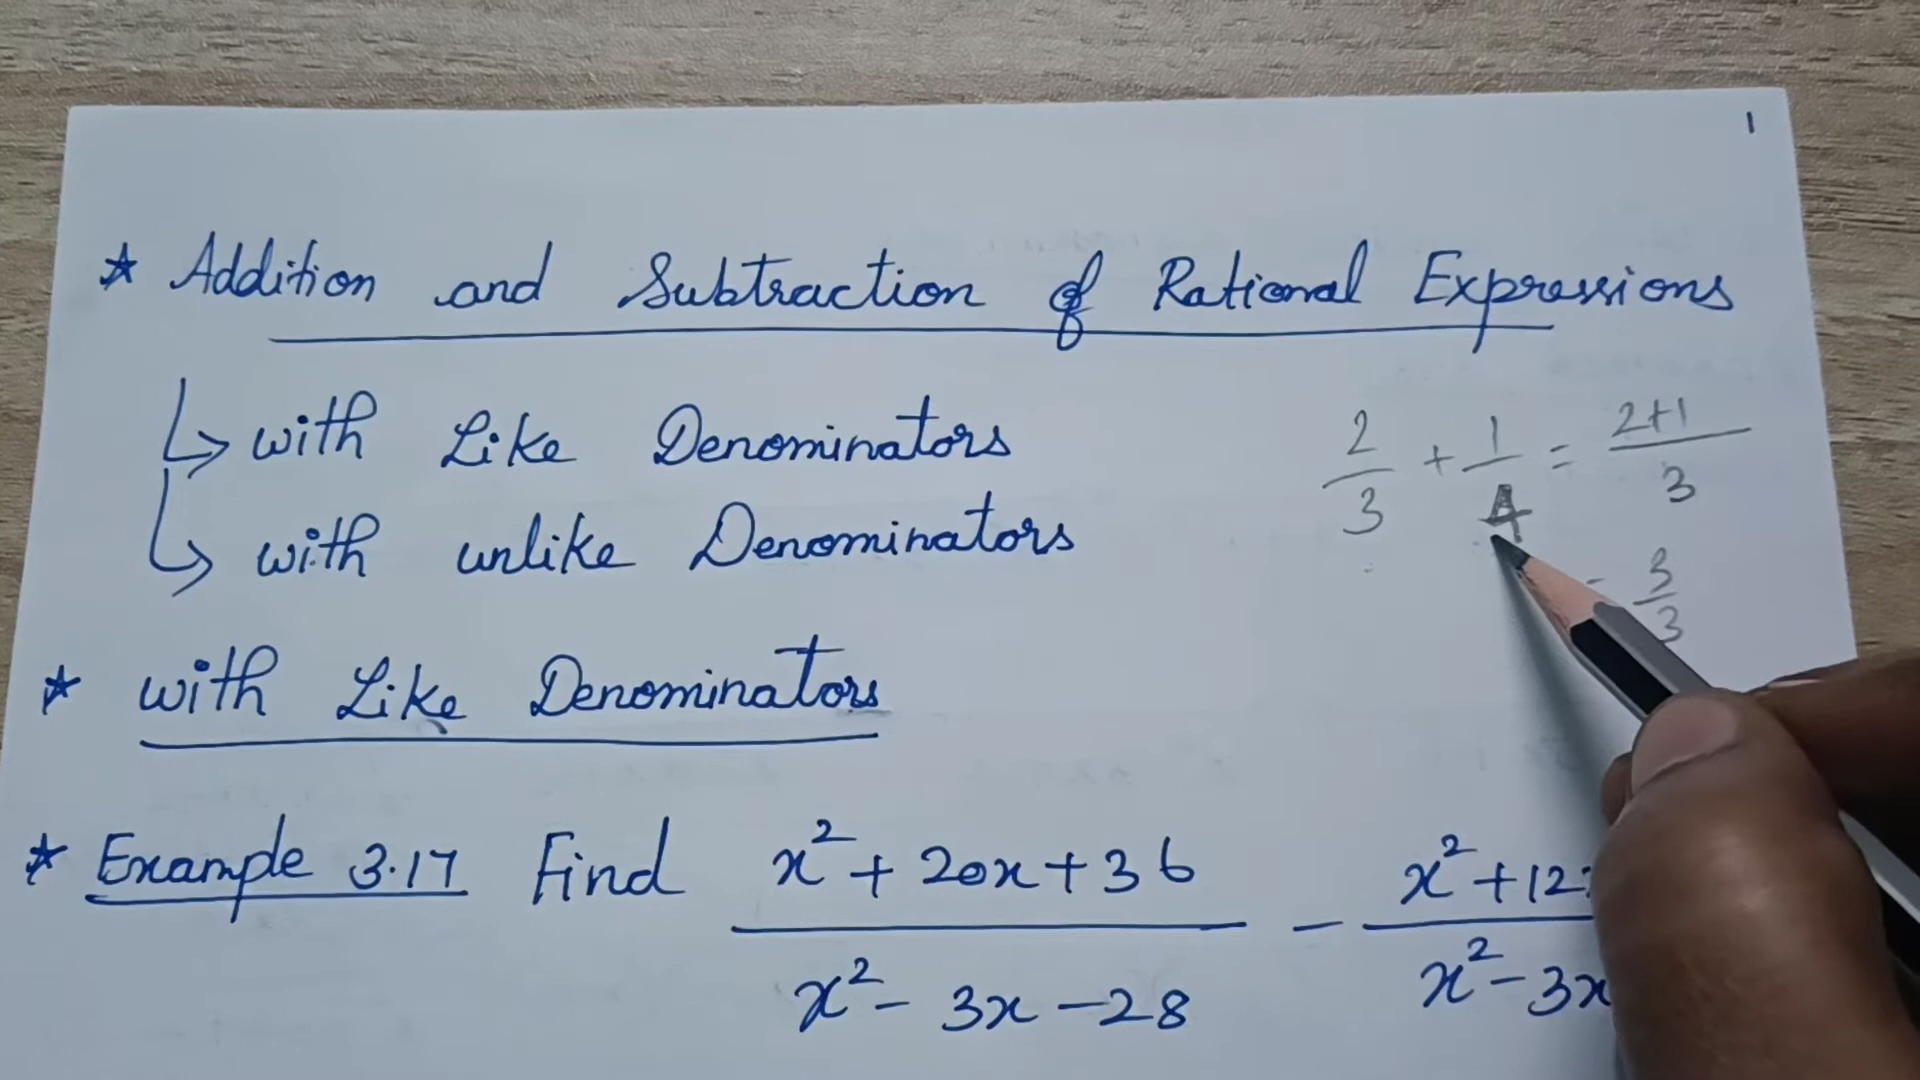 1
★ Addition and Subtraction of Rational Expressions
↳ with Like Denominators
↳ with unlike Denominators
2/3 + 1/4 = 2+1/3
= 3/3
★ with Like Denominators
★ Example 3.17 Find x²+20x+36 / x²-3x-28 - x²+12 / x²-3x